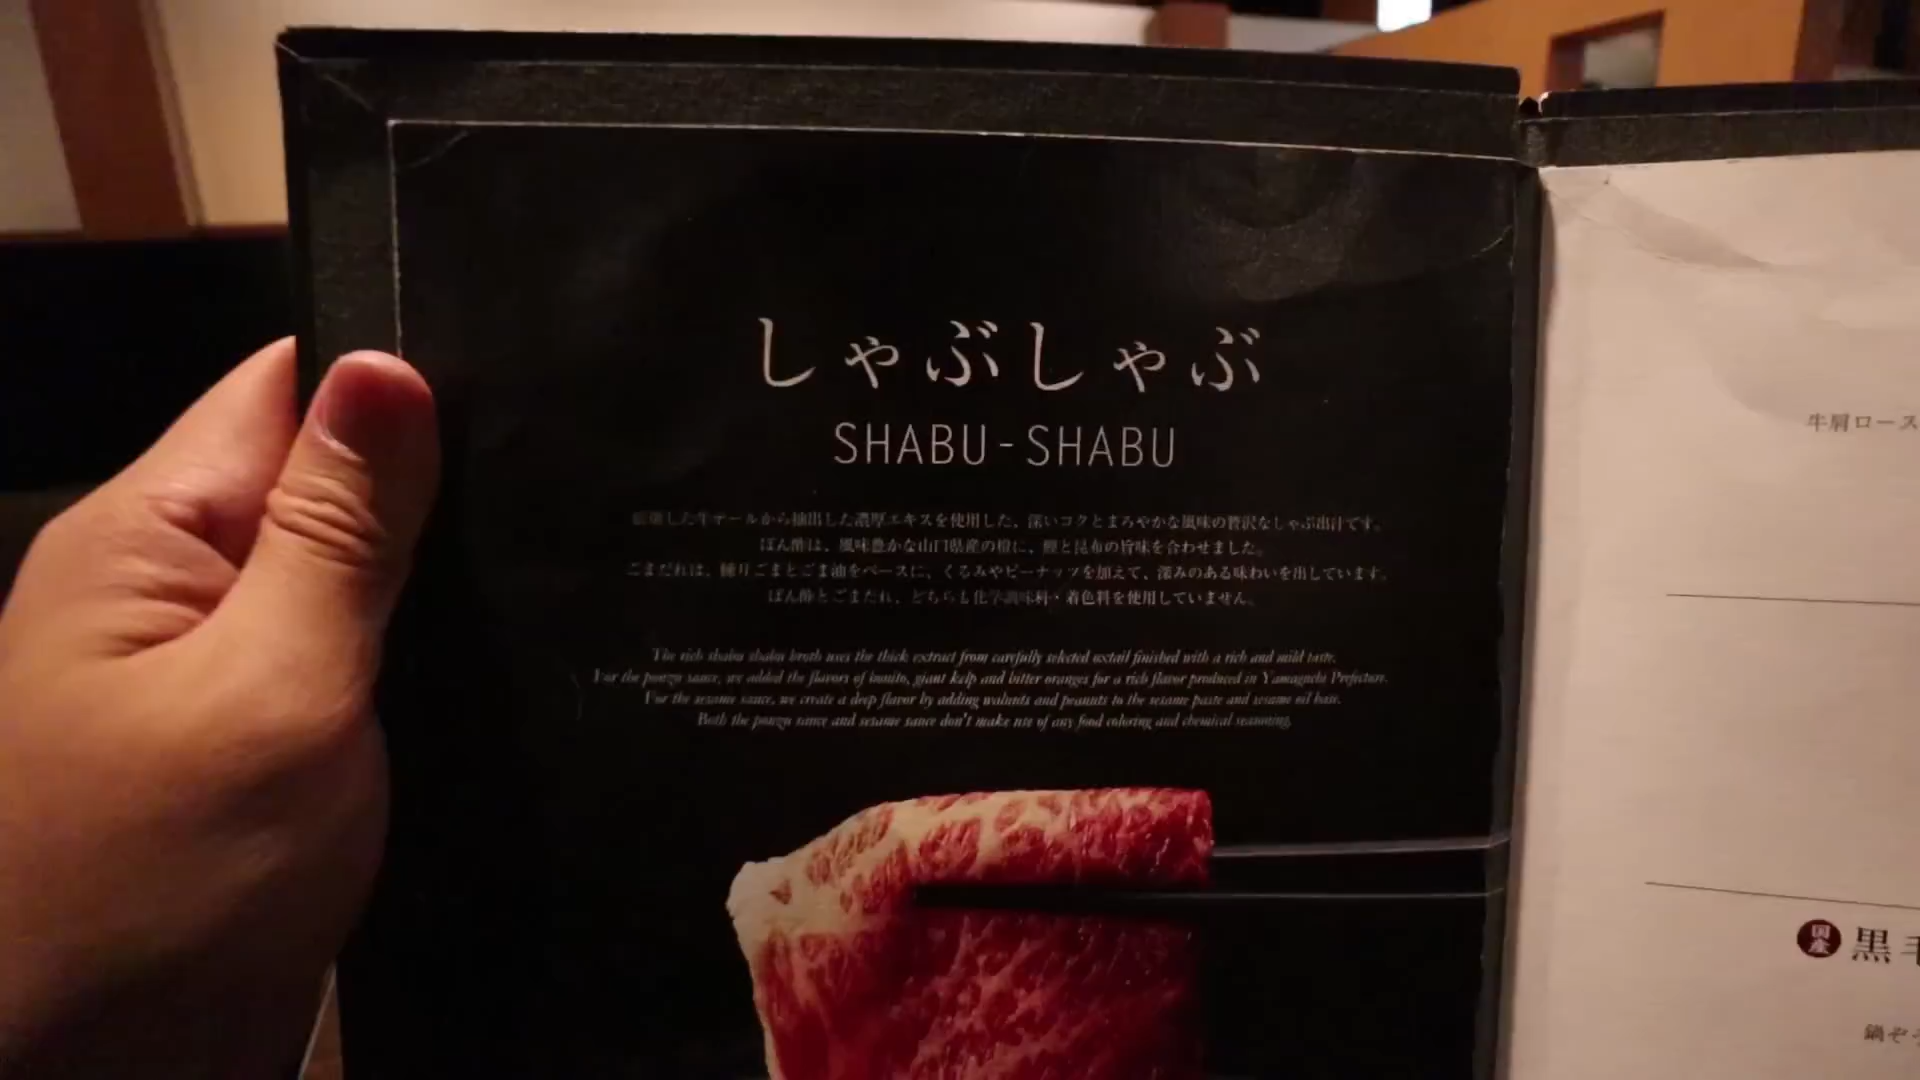 しゃぶしゃぶ
SHABU-SHABU
厳選した牛テールから抽出した濃厚エキスを使用した、深いコクとまろやかな風味の贅沢なしゃぶ出汁です。
ぽん酢は、風味豊かな山口県産の橙に、鰹と昆布の旨味を合わせました。
ごまだれは、練りごまとごま油をベースに、くるみやピーナッツを加えて、深みのある味わいを出しています。
ぽん酢とごまだれ、どちらも化学調味料・着色料を使用していません。
The rich shabu shabu broth uses the thick extract from carefully selected oxtail finished with a rich and mild taste.
For the ponzu sauce, we added the flavors of bonito, giant kelp and bitter oranges for a rich flavor produced in Yamaguchi Prefecture.
For the sesame sauce, we create a deep flavor by adding walnuts and peanuts to the sesame paste and sesame oil base.
Both the ponzu sauce and sesame sauce don't make use of any food coloring and chemical seasoning.
牛肩ロース
国産 黒毛
鍋ぞ